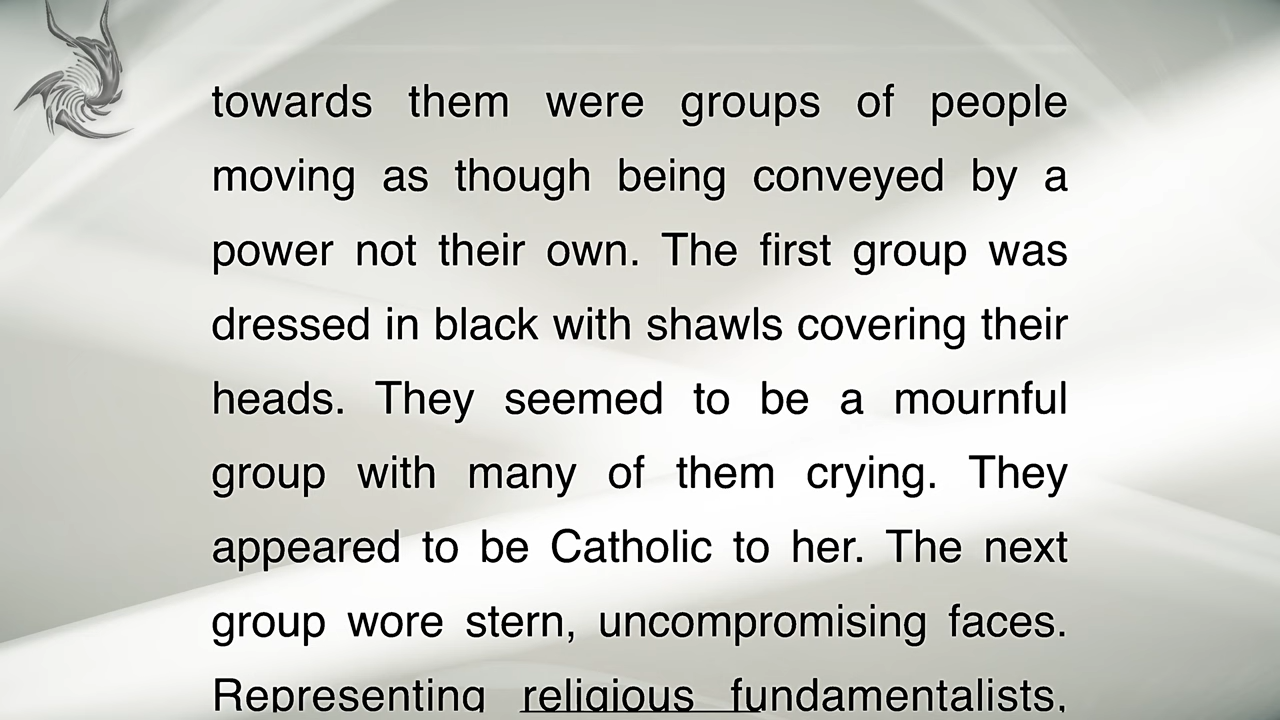 towards them were groups of people
moving as though being conveyed by a
power not their own. The first group was
dressed in black with shawls covering their
heads. They seemed to be a mournful
group with many of them crying. They
appeared to be Catholic to her. The next
group wore stern, uncompromising faces.
Representing religious fundamentalists,